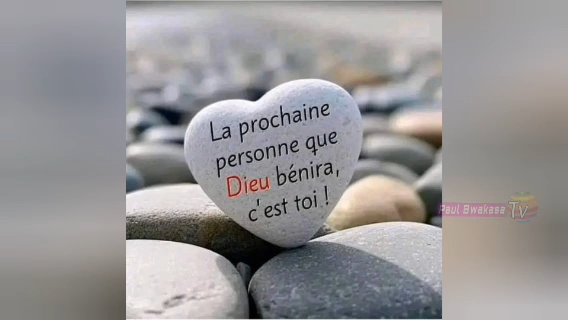 La prochaine
personne que
Dieu bénira,
c'est toi !
Paul Bwakasa TV